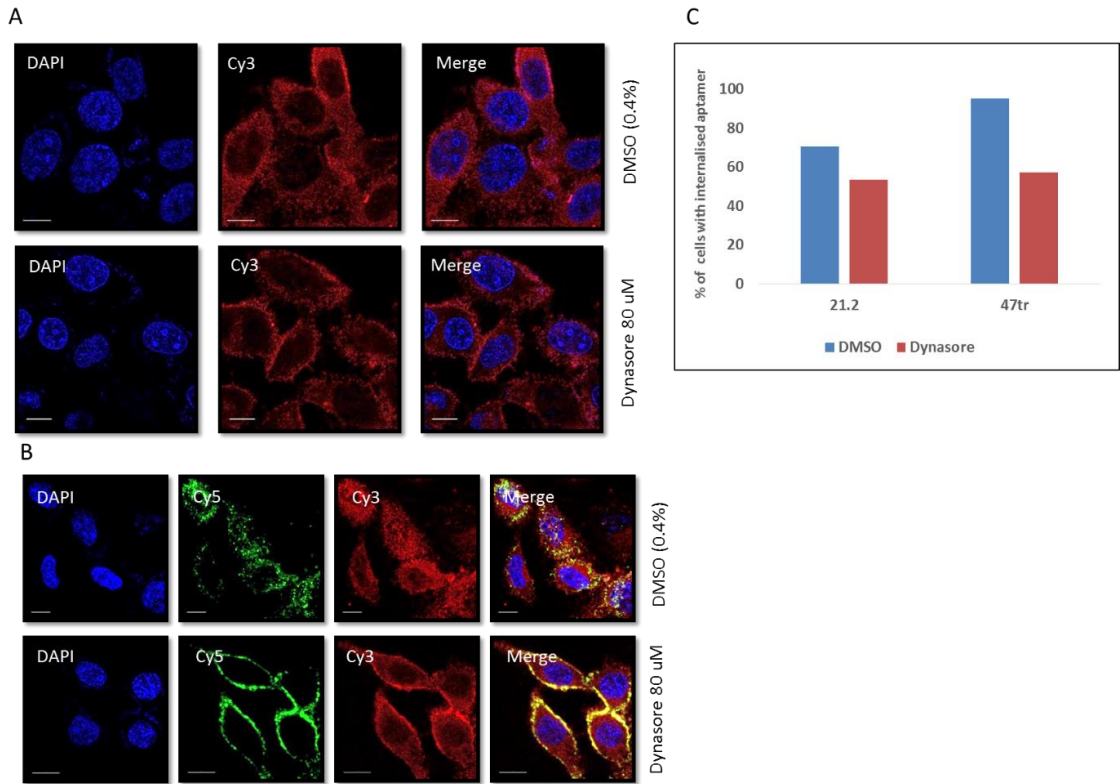 A
DAPI
Cy3
Merge
DMSO (0.4%)
DAPI
Cy3
Merge
Dynasore 80 uM
B
DAPI
Cy5
Cy3
Merge
DMSO (0.4%)
DAPI
Cy5
Cy3
Merge
Dynasore 80 uM
C
% of cells with internalised aptamer
100
80
60
40
20
0
21.2 47tr
DMSO Dynasore